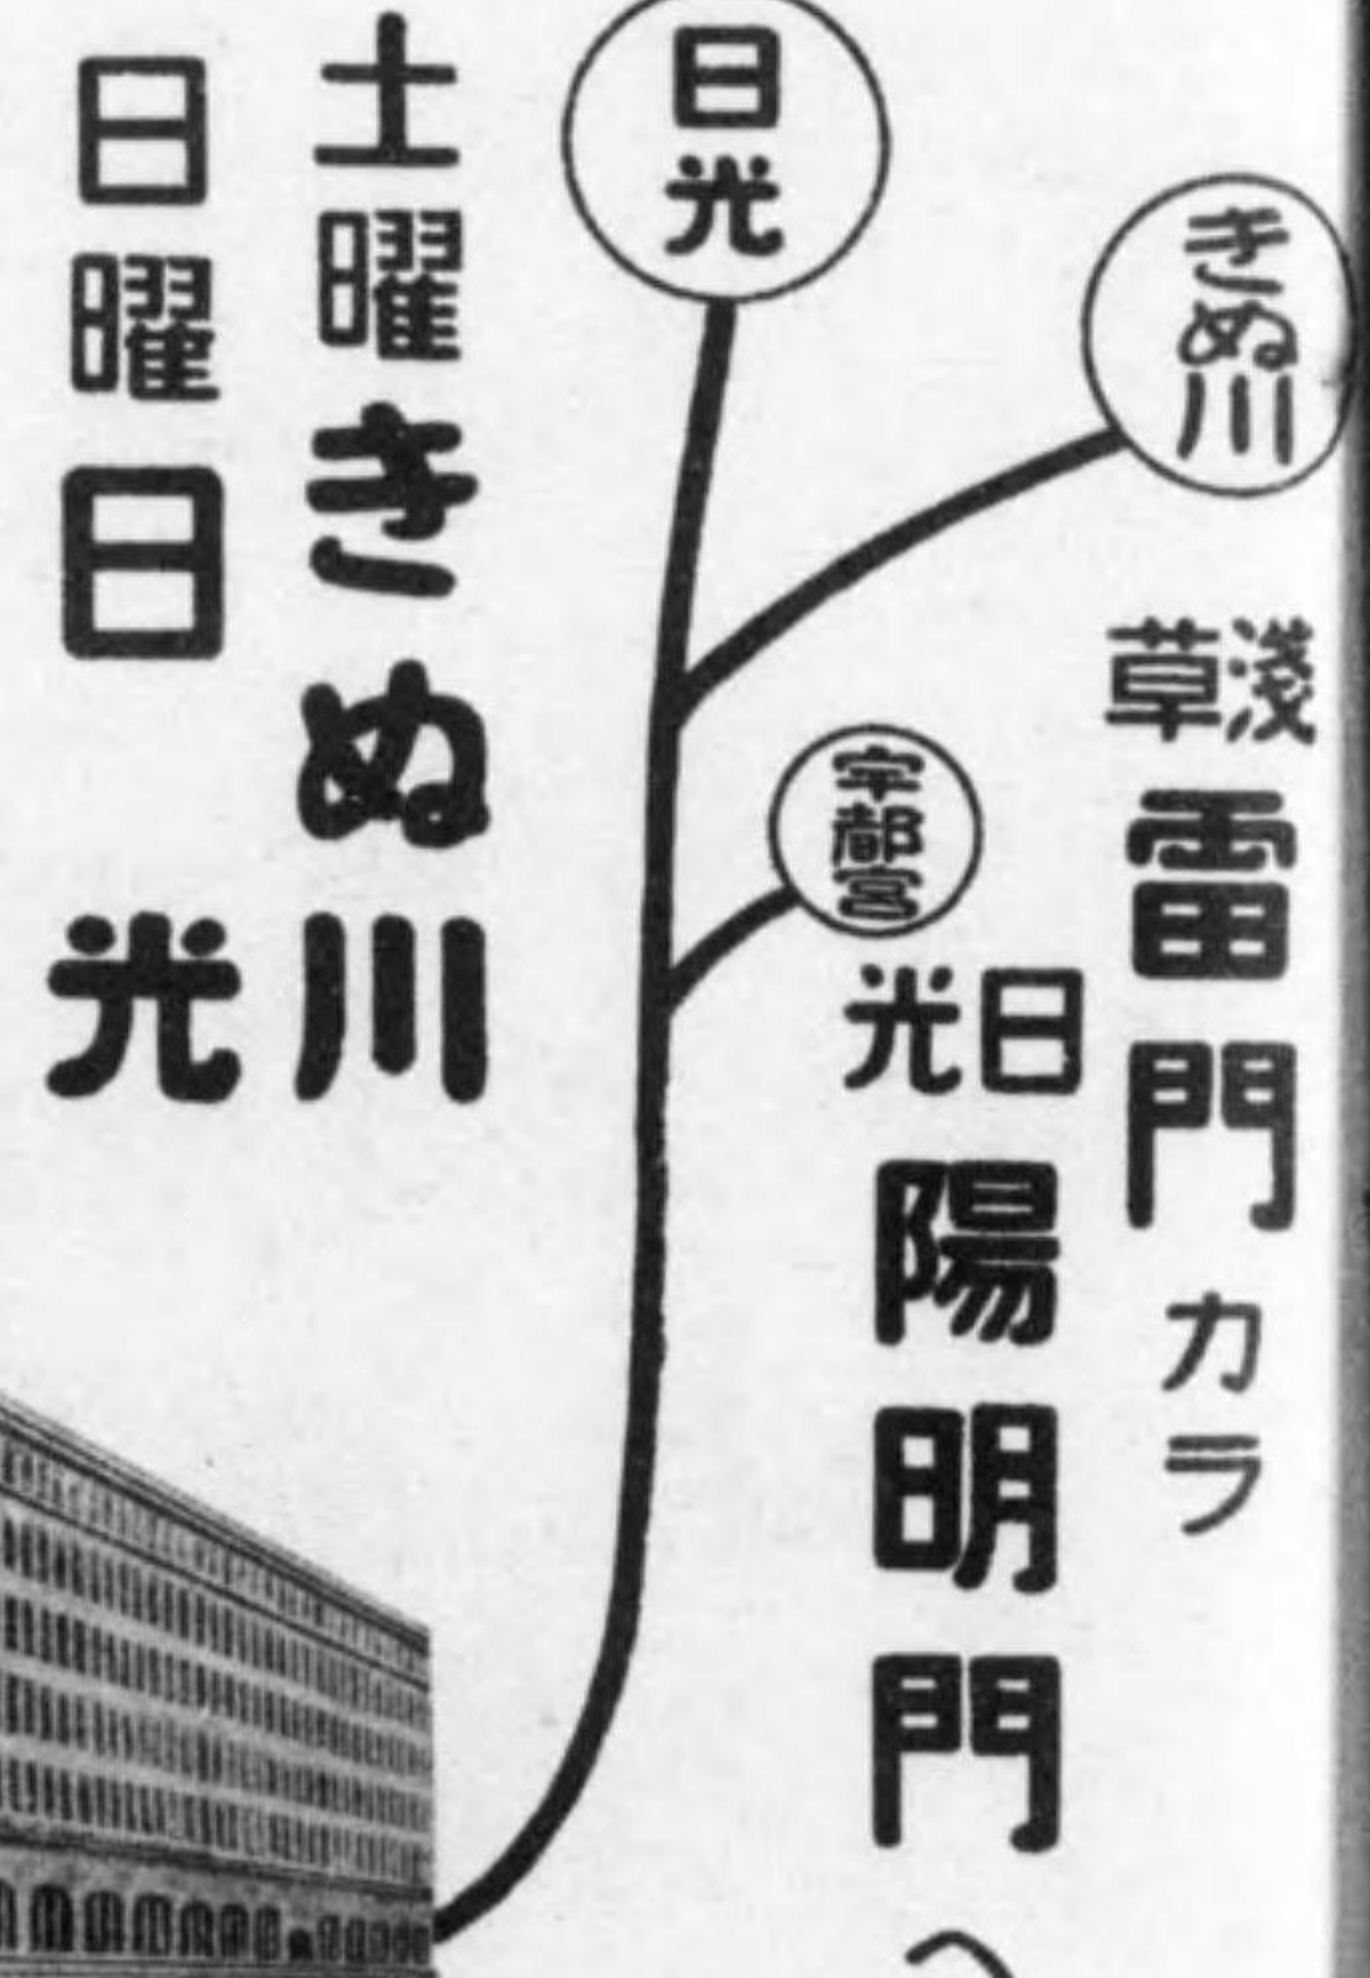 淺草雷門カラ
日光陽明門へ
きぬ川
宇都宮
日光
土曜きぬ川
日曜日光